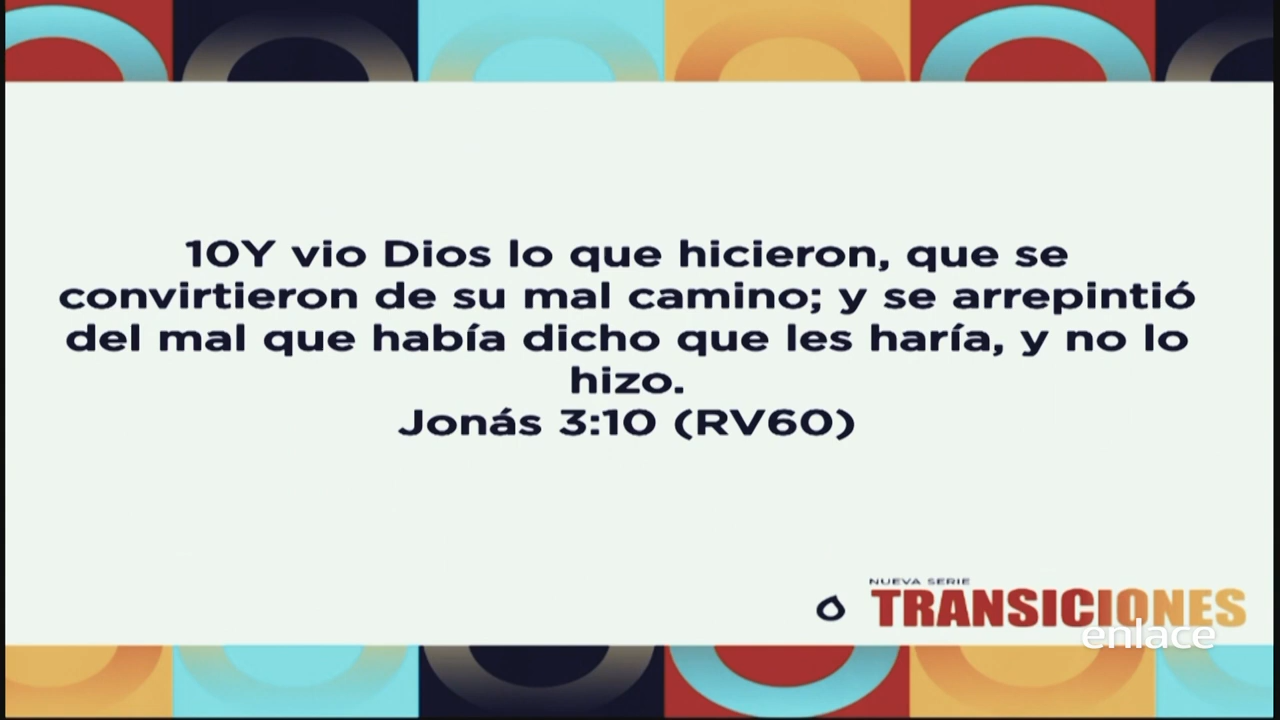 10Y vio Dios lo que hicieron, que se
convirtieron de su mal camino; y se arrepintió
del mal que había dicho que les haría, y no lo
hizo.
Jonás 3:10 (RV60)
NUEVA SERIE
TRANSICIONES
enlace